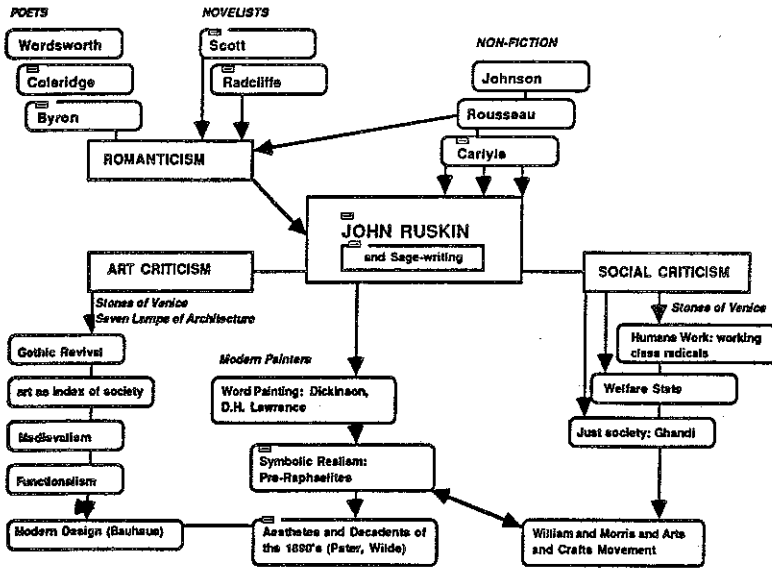 POETS
Wordsworth
Coleridge
Byron
NOVELISTS
Scott
Radcliffe
NON-FICTION
Johnson
Rousseau
Carlyle
ROMANTICISM
JOHN RUSKIN
and Sage-writing
ART CRITICISM
SOCIAL CRITICISM
Stones of Venice
Seven Lamps of Architecture
Gothic Revival
art as index of society
Medievalism
Functionalism
Modern Design (Bauhaus)
Modern Painters
Word Painting: Dickinson,
D.H. Lawrence
Symbolic Realism:
Pre-Raphaelites
Aesthetes and Decadents of
the 1890's (Pater, Wilde)
Stones of Venice
Humane Work: working
class radicals
Welfare State
Just society: Ghandi
William and Morris and Arts
and Crafts Movement